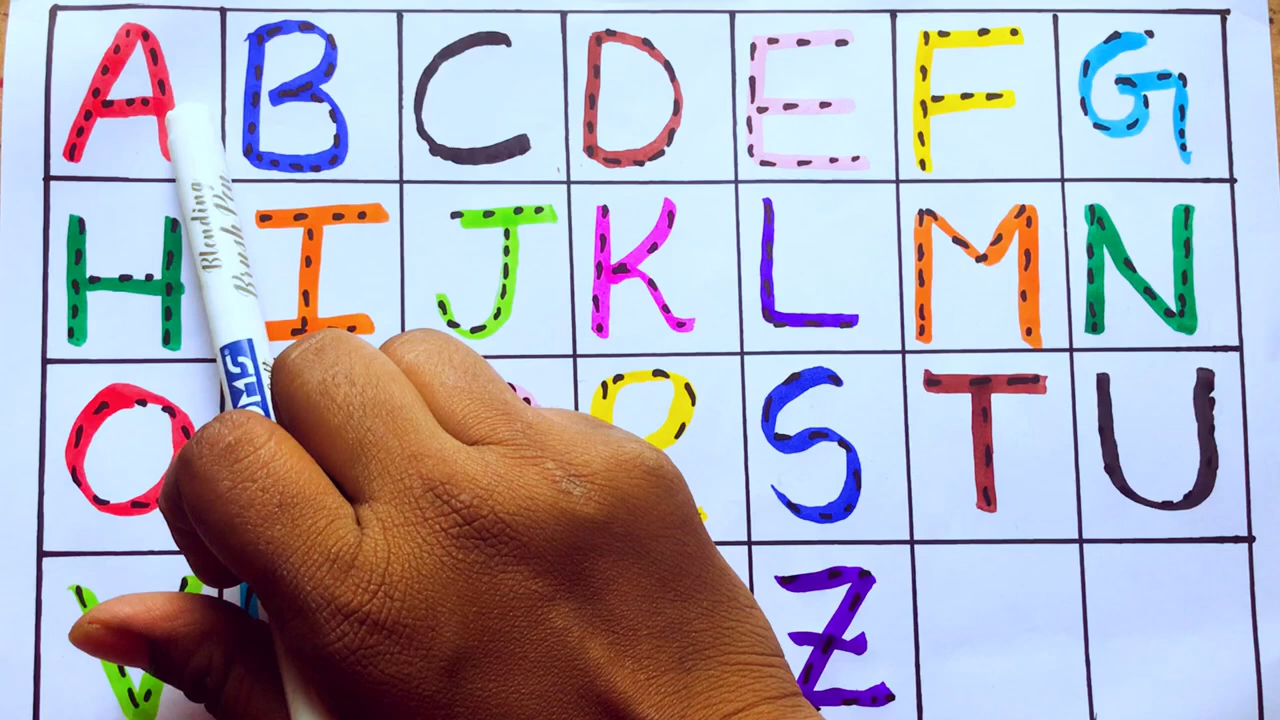 A B C D E F G
H I J K L M N
O S T U
V Z
Blending
Brush Pen